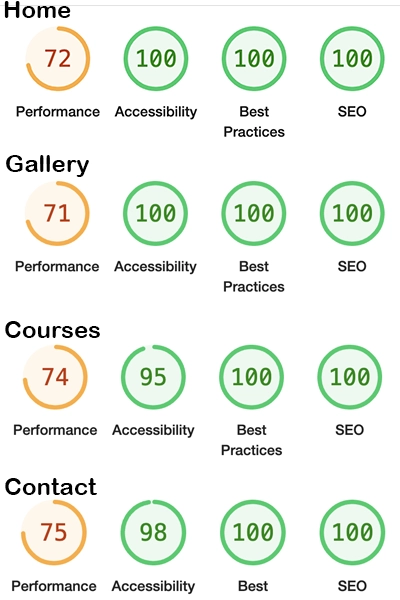 Home
72 100 100 100
Performance Accessibility Best Practices SEO
Gallery
71 100 100 100
Performance Accessibility Best Practices SEO
Courses
74 95 100 100
Performance Accessibility Best Practices SEO
Contact
75 98 100 100
Performance Accessibility Best SEO